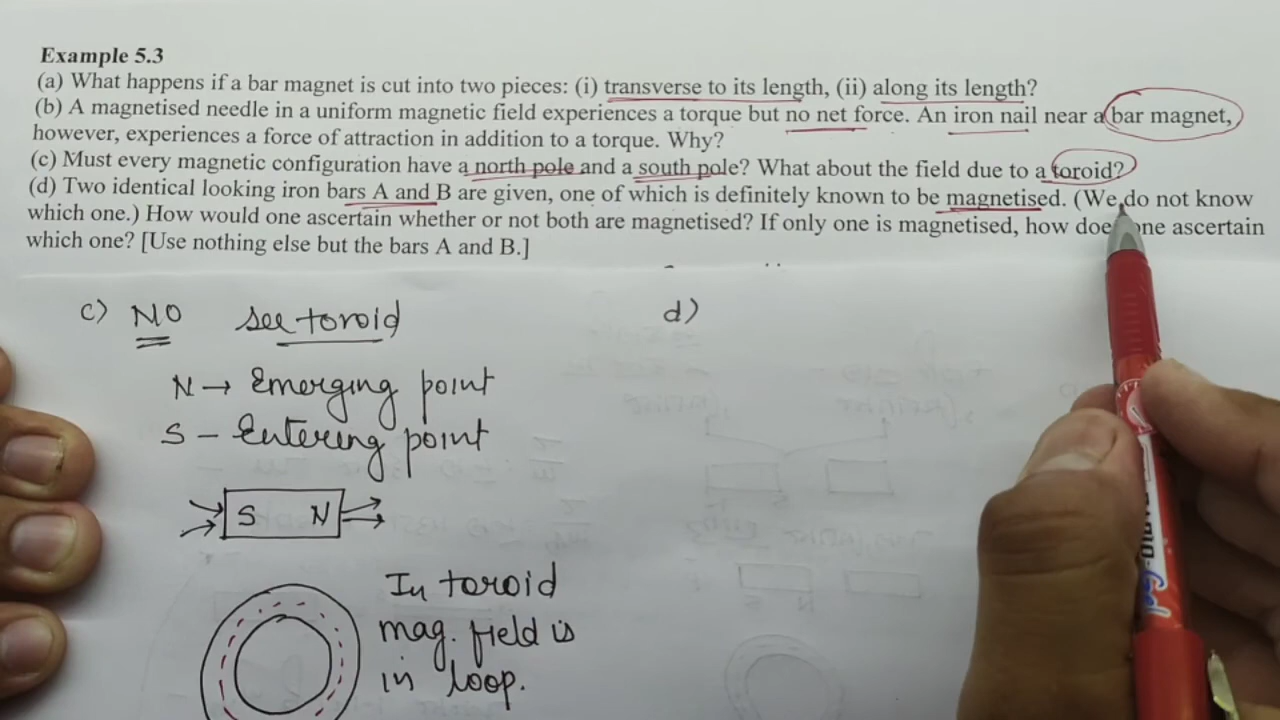 Example 5.3
(a) What happens if a bar magnet is cut into two pieces: (i) transverse to its length, (ii) along its length?
(b) A magnetised needle in a uniform magnetic field experiences a torque but no net force. An iron nail near a bar magnet,
however, experiences a force of attraction in addition to a torque. Why?
(c) Must every magnetic configuration have a north pole and a south pole? What about the field due to a toroid?
(d) Two identical looking iron bars A and B are given, one of which is definitely known to be magnetised. (We do not know
which one.) How would one ascertain whether or not both are magnetised? If only one is magnetised, how does one ascertain
which one? [Use nothing else but the bars A and B.]
c) NO see toroid
N → Emerging point
S - Entering point
S N
In toroid
mag. field is
in loop.
d)